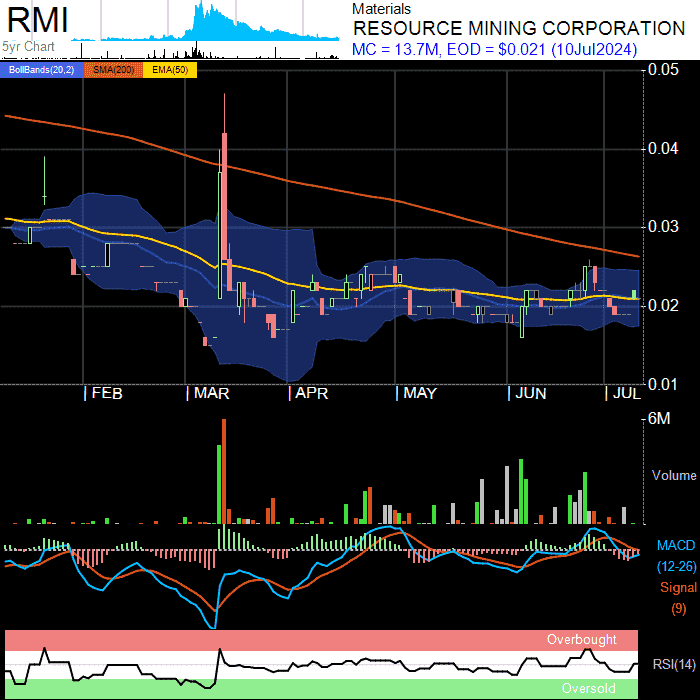 RMI
5yr Chart
Materials
RESOURCE MINING CORPORATION
MC = 13.7M, EOD = $0.021 (10Jul2024)
BollBands(20,2) SMA(200) EMA(50)
0.05
0.04
0.03
0.02
0.01
FEB MAR APR MAY JUN JUL
6M
Volume
MACD
(12-26)
Signal
(9)
Overbought
RSI(14)
Oversold